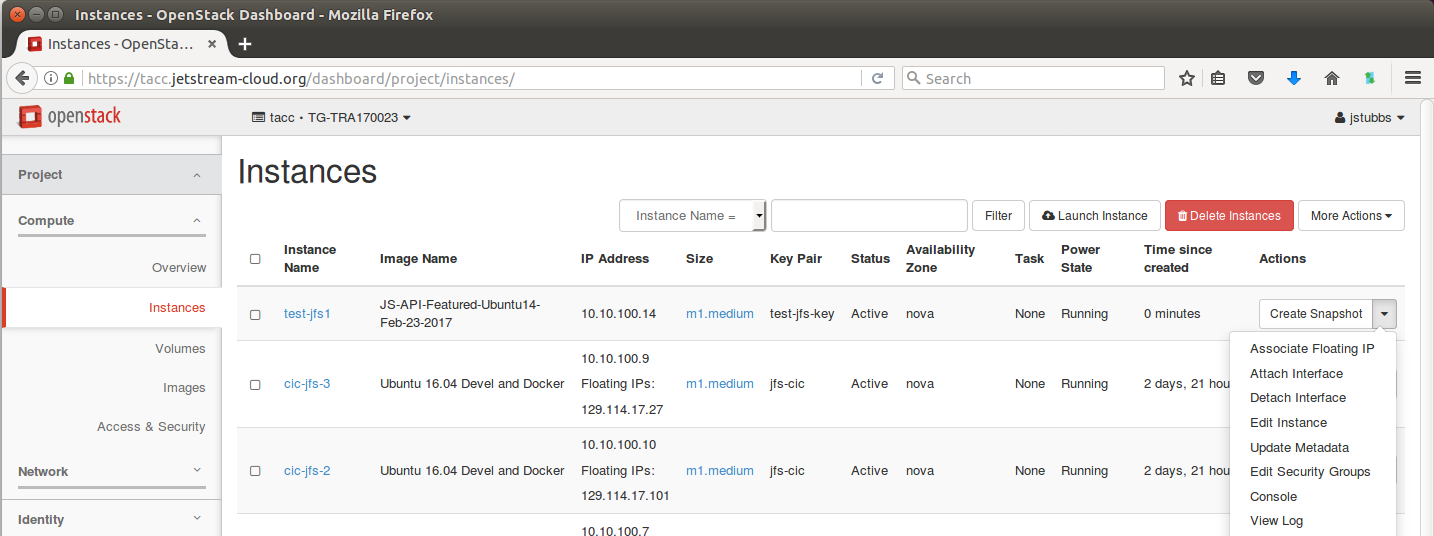 Instances - OpenStack Dashboard - Mozilla Firefox
Instances - OpenSta...
https://tacc.jetstream-cloud.org/dashboard/project/instances/
Search
openstack
tacc • TG-TRA170023
jstubbs
Project
Compute
Overview
Instances
Volumes
Images
Access & Security
Network
Identity
Instances
Instance Name =
Filter
Launch Instance
Delete Instances
More Actions
Instance Name
Image Name
IP Address
Size
Key Pair
Status
Availability Zone
Task
Power State
Time since created
Actions
test-jfs1
JS-API-Featured-Ubuntu14-
Feb-23-2017
10.10.100.14
m1.medium
test-jfs-key
Active
nova
None
Running
0 minutes
Create Snapshot
cic-jfs-3
Ubuntu 16.04 Devel and Docker
10.10.100.9
Floating IPs:
129.114.17.27
m1.medium
jfs-cic
Active
nova
None
Running
2 days, 21 hou
cic-jfs-2
Ubuntu 16.04 Devel and Docker
10.10.100.10
Floating IPs:
129.114.17.101
m1.medium
jfs-cic
Active
nova
None
Running
2 days, 21 hou
10.10.100.7
Associate Floating IP
Attach Interface
Detach Interface
Edit Instance
Update Metadata
Edit Security Groups
Console
View Log